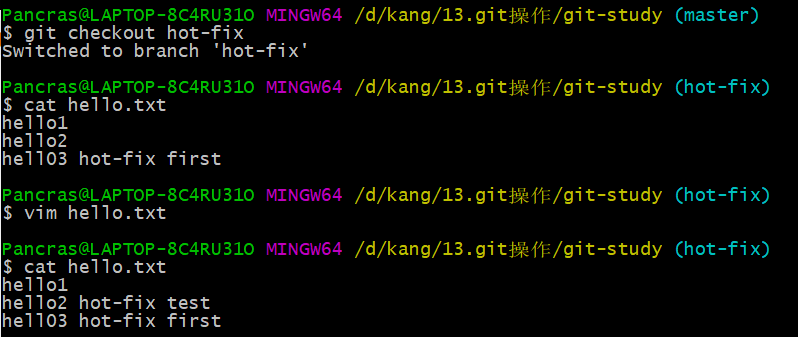 Pancras@LAPTOP-8C4RU31O MINGW64 /d/kang/13.git操作/git-study (master)
$ git checkout hot-fix
Switched to branch 'hot-fix'
Pancras@LAPTOP-8C4RU31O MINGW64 /d/kang/13.git操作/git-study (hot-fix)
$ cat hello.txt
hello1
hello2
hell03 hot-fix first
Pancras@LAPTOP-8C4RU31O MINGW64 /d/kang/13.git操作/git-study (hot-fix)
$ vim hello.txt
Pancras@LAPTOP-8C4RU31O MINGW64 /d/kang/13.git操作/git-study (hot-fix)
$ cat hello.txt
hello1
hello2 hot-fix test
hell03 hot-fix first